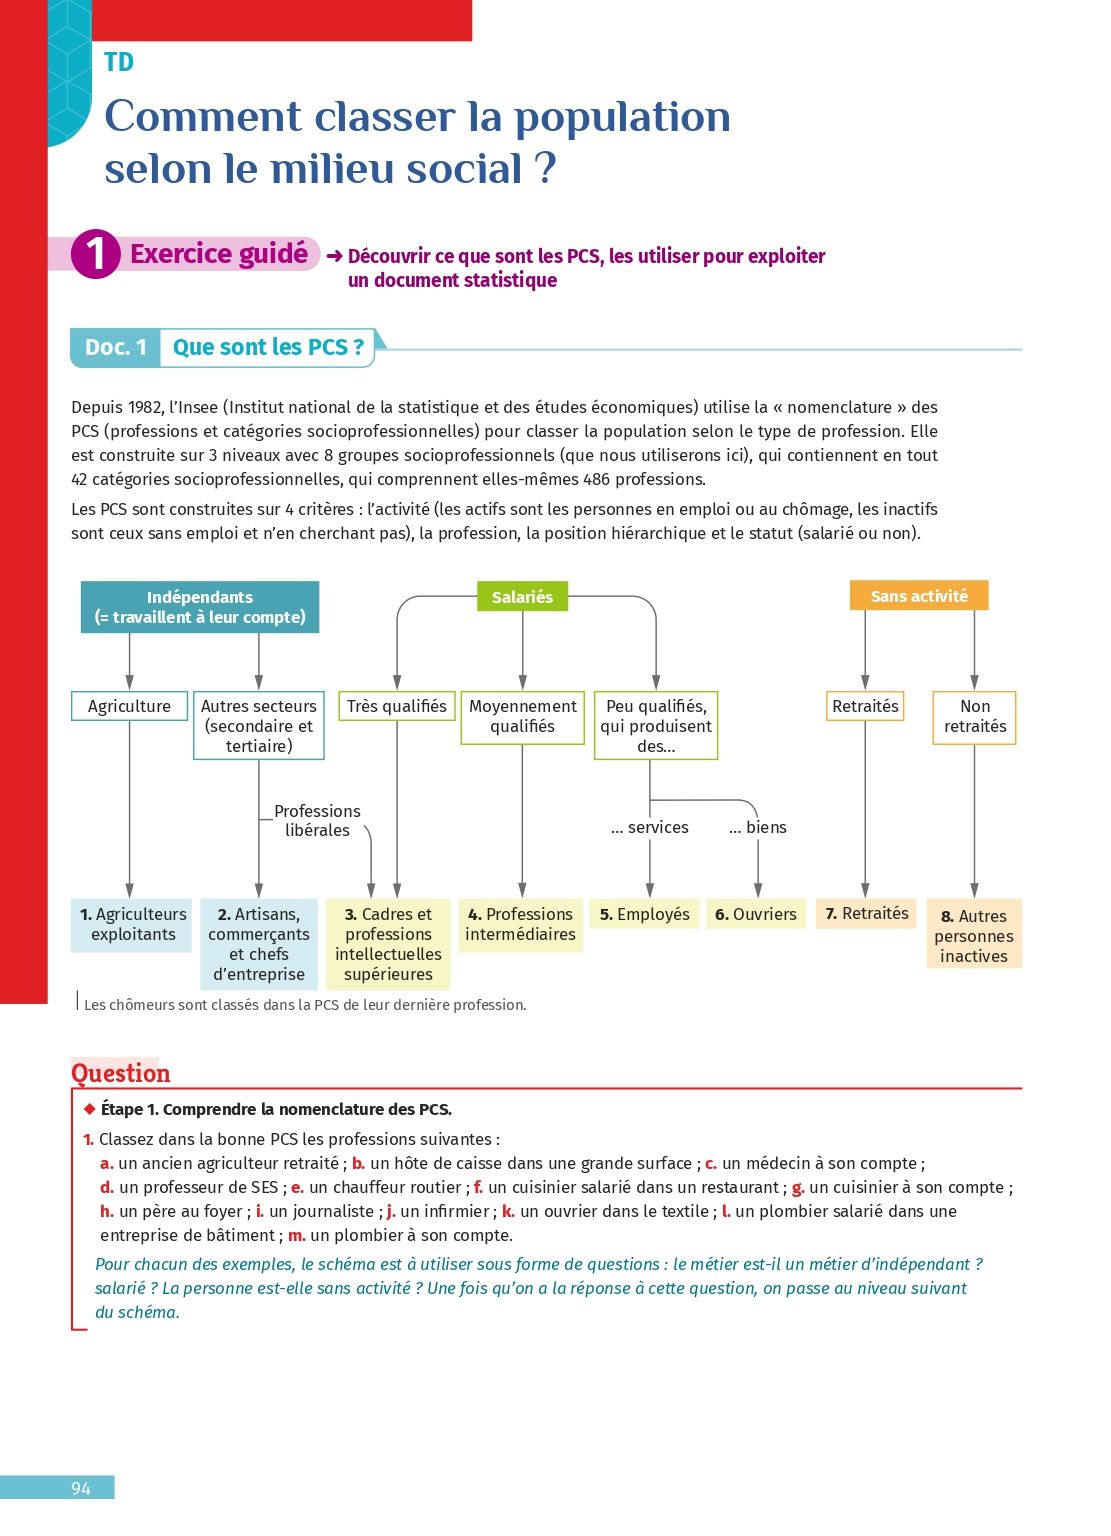 TD
Comment classer la population
selon le milieu social ?
1 Exercice guidé ➜ Découvrir ce que sont les PCS, les utiliser pour exploiter
un document statistique
Doc. 1 Que sont les PCS ?
Depuis 1982, l'Insee (Institut national de la statistique et des études économiques) utilise la « nomenclature » des
PCS (professions et catégories socioprofessionnelles) pour classer la population selon le type de profession. Elle
est construite sur 3 niveaux avec 8 groupes socioprofessionnels (que nous utiliserons ici), qui contiennent en tout
42 catégories socioprofessionnelles, qui comprennent elles-mêmes 486 professions.
Les PCS sont construites sur 4 critères : l'activité (les actifs sont les personnes en emploi ou au chômage, les inactifs
sont ceux sans emploi et n'en cherchant pas), la profession, la position hiérarchique et le statut (salarié ou non).
Indépendants
(= travaillent à leur compte)
Salariés
Sans activité
Agriculture
Autres secteurs
(secondaire et
tertiaire)
Très qualifiés
Moyennement
qualifiés
Peu qualifiés,
qui produisent
des...
Retraités
Non
retraités
Professions
libérales
... services
... biens
1. Agriculteurs
exploitants
2. Artisans,
commerçants
et chefs
d'entreprise
3. Cadres et
professions
intellectuelles
supérieures
4. Professions
intermédiaires
5. Employés
6. Ouvriers
7. Retraités
8. Autres
personnes
inactives
Les chômeurs sont classés dans la PCS de leur dernière profession.
Question
◆ Étape 1. Comprendre la nomenclature des PCS.
1. Classez dans la bonne PCS les professions suivantes :
a. un ancien agriculteur retraité ; b. un hôte de caisse dans une grande surface ; c. un médecin à son compte ;
d. un professeur de SES ; e. un chauffeur routier ; f. un cuisinier salarié dans un restaurant ; g. un cuisinier à son compte ;
h. un père au foyer ; i. un journaliste ; j. un infirmier ; k. un ouvrier dans le textile ; l. un plombier salarié dans une
entreprise de bâtiment ; m. un plombier à son compte.
Pour chacun des exemples, le schéma est à utiliser sous forme de questions : le métier est-il un métier d'indépendant ?
salarié ? La personne est-elle sans activité ? Une fois qu'on a la réponse à cette question, on passe au niveau suivant
du schéma.
94